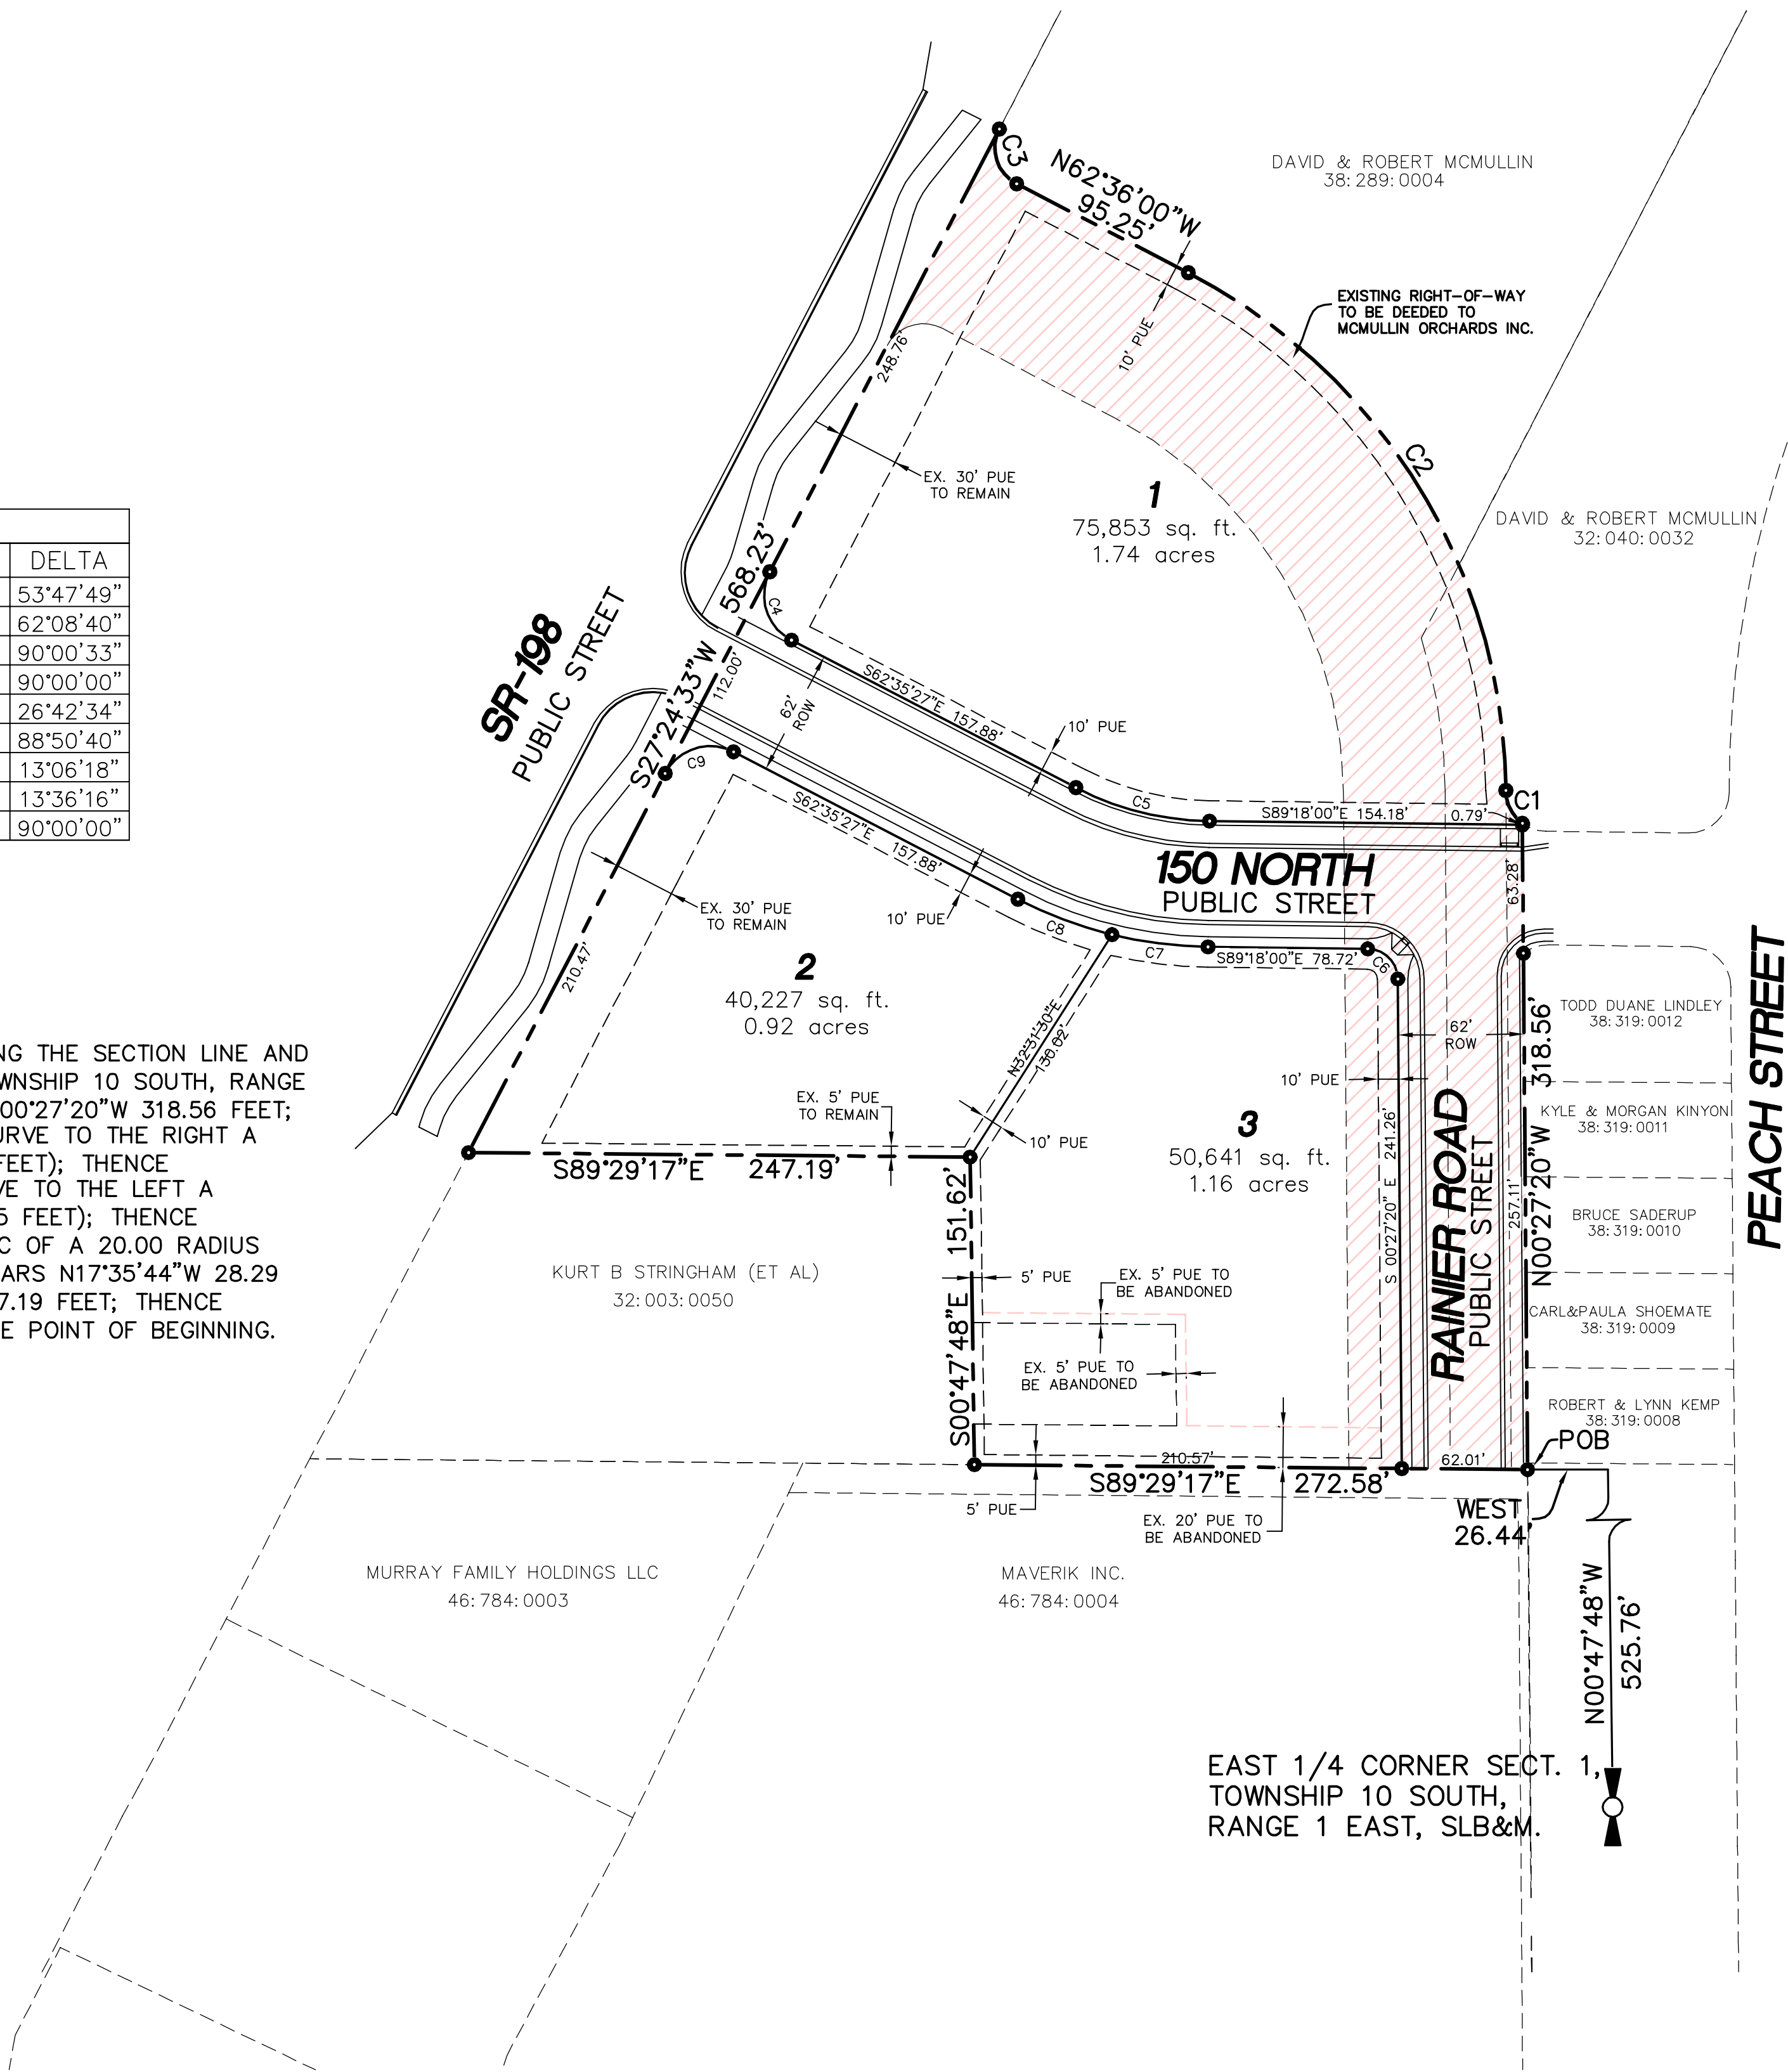 C3
N62°36'00"W
95.25'
DAVID & ROBERT MCMULLIN
38:289:0004
10' PUE
EXISTING RIGHT-OF-WAY
TO BE DEEDED TO
MCMULLIN ORCHARDS INC.
248.76'
C2
EX. 30' PUE
TO REMAIN
1
75,853 sq. ft.
1.74 acres
DAVID & ROBERT MCMULLIN
32:040:0032
DELTA
53°47'49"
62°08'40"
90°00'33"
90°00'00"
26°42'34"
88°50'40"
13°06'18"
13°36'16"
90°00'00"
568.23'
S27°24'33"W
C4
SR-198
PUBLIC STREET
112.00'
62'
ROW
S62°35'27"E 157.88'
10' PUE
C5
S89°18'00"E 154.18'
0.79'
C1
C9
S62°35'27"E
157.88'
150 NORTH
PUBLIC STREET
63.28'
EX. 30' PUE
TO REMAIN
10' PUE
C8
C7
S89°18'00"E 78.72'
C6
210.47'
2
40,227 sq. ft.
0.92 acres
N32°31'30"E
130.02'
62'
ROW
318.56'
N00°27'20"W
TODD DUANE LINDLEY
38:319:0012
PEACH STREET
NG THE SECTION LINE AND
WNSHIP 10 SOUTH, RANGE
00°27'20"W 318.56 FEET;
URVE TO THE RIGHT A
FEET); THENCE
VE TO THE LEFT A
5 FEET); THENCE
C OF A 20.00 RADIUS
ARS N17°35'44"W 28.29
7.19 FEET; THENCE
E POINT OF BEGINNING.
EX. 5' PUE
TO REMAIN
10' PUE
10' PUE
S 00°27'20" E 241.26'
RAINIER ROAD
PUBLIC STREET
257.11'
KYLE & MORGAN KINYON
38:319:0011
3
50,641 sq. ft.
1.16 acres
S89°29'17"E 247.19'
151.62'
S00°47'48"E
BRUCE SADERUP
38:319:0010
KURT B STRINGHAM (ET AL)
32:003:0050
5' PUE
EX. 5' PUE TO
BE ABANDONED
CARL&PAULA SHOEMATE
38:319:0009
EX. 5' PUE TO
BE ABANDONED
ROBERT & LYNN KEMP
38:319:0008
POB
210.57'
62.01'
S89°29'17"E 272.58'
5' PUE
EX. 20' PUE TO
BE ABANDONED
WEST
26.44'
MURRAY FAMILY HOLDINGS LLC
46:784:0003
MAVERIK INC.
46:784:0004
N00°47'48"W
525.76'
EAST 1/4 CORNER SECT. 1,
TOWNSHIP 10 SOUTH,
RANGE 1 EAST, SLB&M.